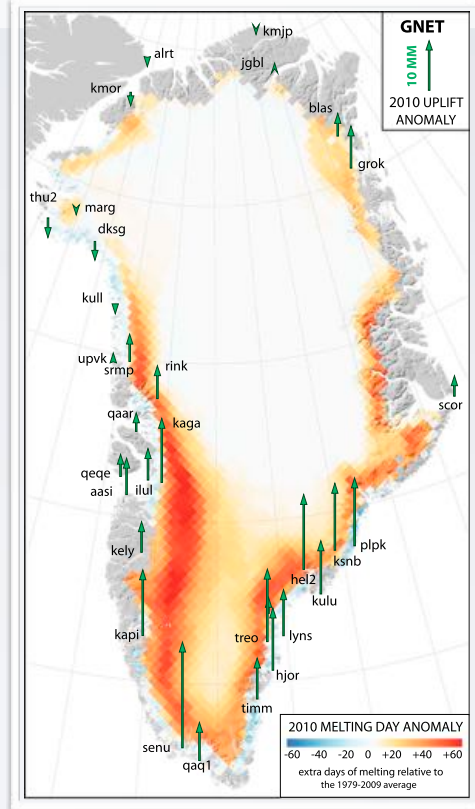 kmjp
GNET
10 MM
2010 UPLIFT
ANOMALY
alrt
jgbl
kmor
blas
grok
thu2
marg
dksg
kull
upvk
srmp
rink
scor
qaar
kaga
qeqe
aasi
ilul
kely
plpk
ksnb
hel2
kulu
kapi
treo
lyns
hjor
timm
senu
qaq1
2010 MELTING DAY ANOMALY
-60 -40 -20 0 +20 +40 +60
extra days of melting relative to
the 1979-2009 average